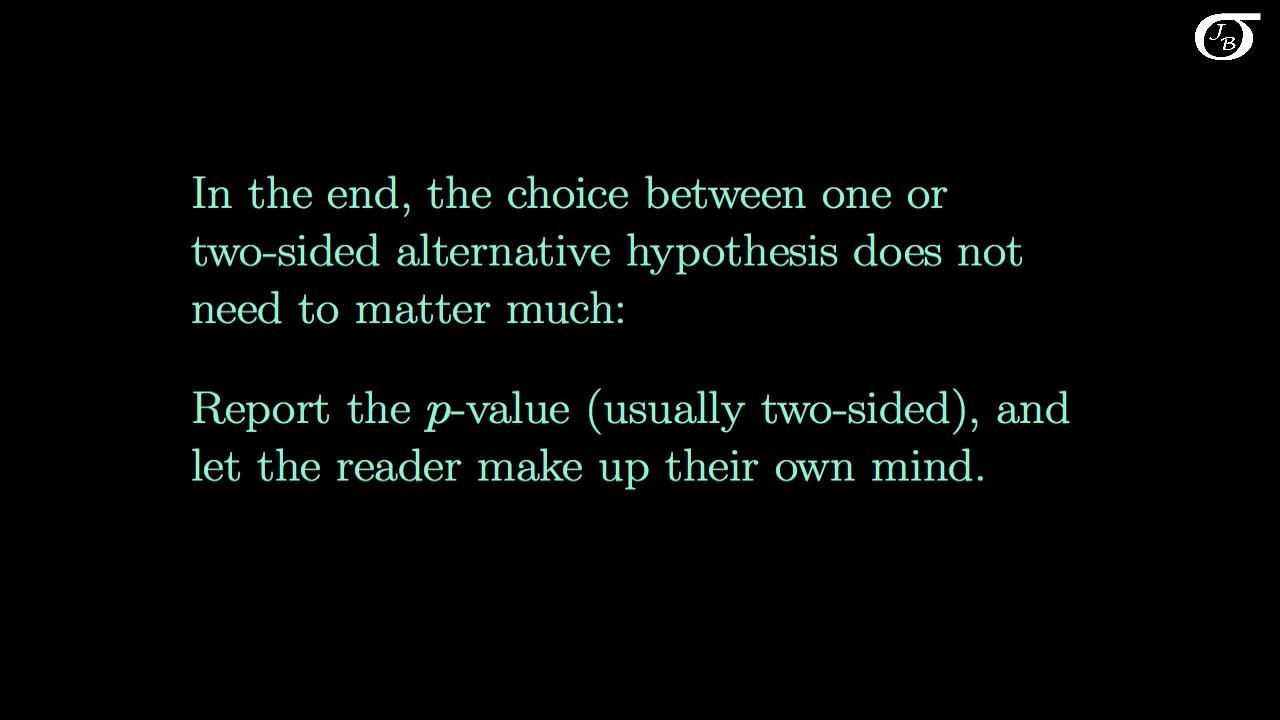 J
B
In the end, the choice between one or
two-sided alternative hypothesis does not
need to matter much:
Report the p-value (usually two-sided), and
let the reader make up their own mind.